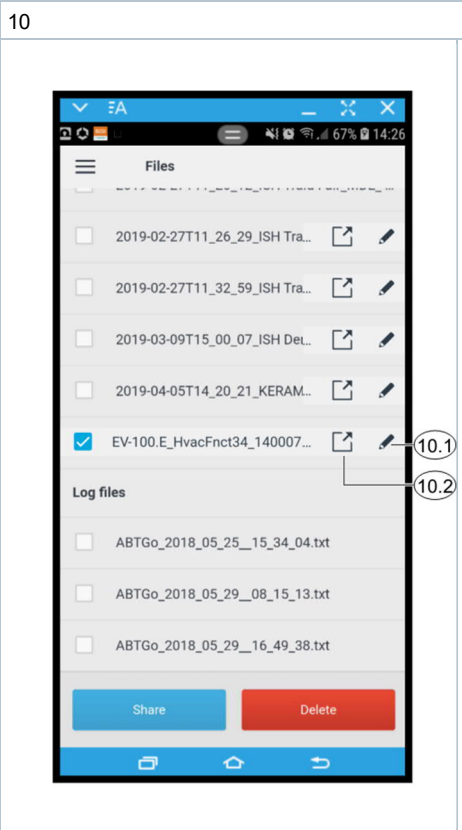 10
67% 14:26
Files
2019-02-27T11_26_29_ISH Tra...
2019-02-27T11_32_59_ISH Tra...
2019-03-09T15_00_07_ISH Deu...
2019-04-05T14_20_21_KERAM...
EV-100.E_HvacFnct34_140007...
10.1
10.2
Log files
ABTGo_2018_05_25__15_34_04.txt
ABTGo_2018_05_29__08_15_13.txt
ABTGo_2018_05_29__16_49_38.txt
Share
Delete